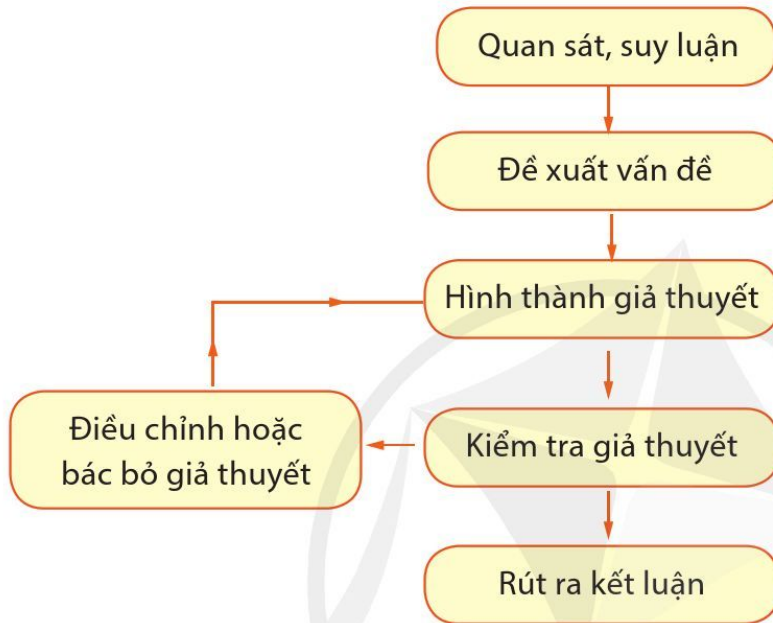 Quan sát, suy luận
Đề xuất vấn đề
Hình thành giả thuyết
Kiểm tra giả thuyết
Điều chỉnh hoặc
bác bỏ giả thuyết
Rút ra kết luận